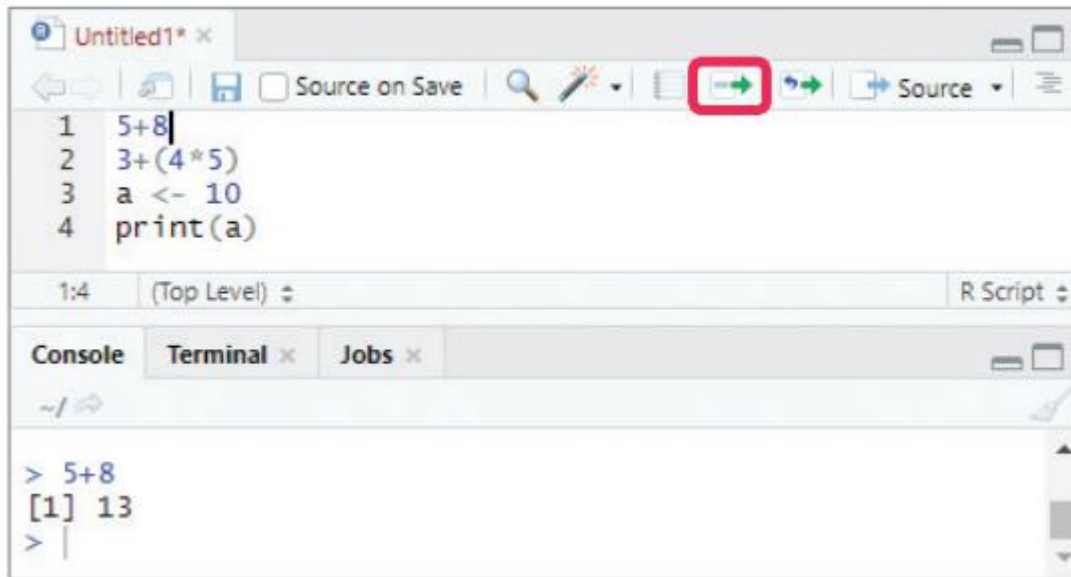 Untitled1* ×
Source on Save Source
1 5+8
2 3+(4*5)
3 a <- 10
4 print(a)
1:4 (Top Level) R Script
Console Terminal × Jobs ×
~/
> 5+8
[1] 13
>